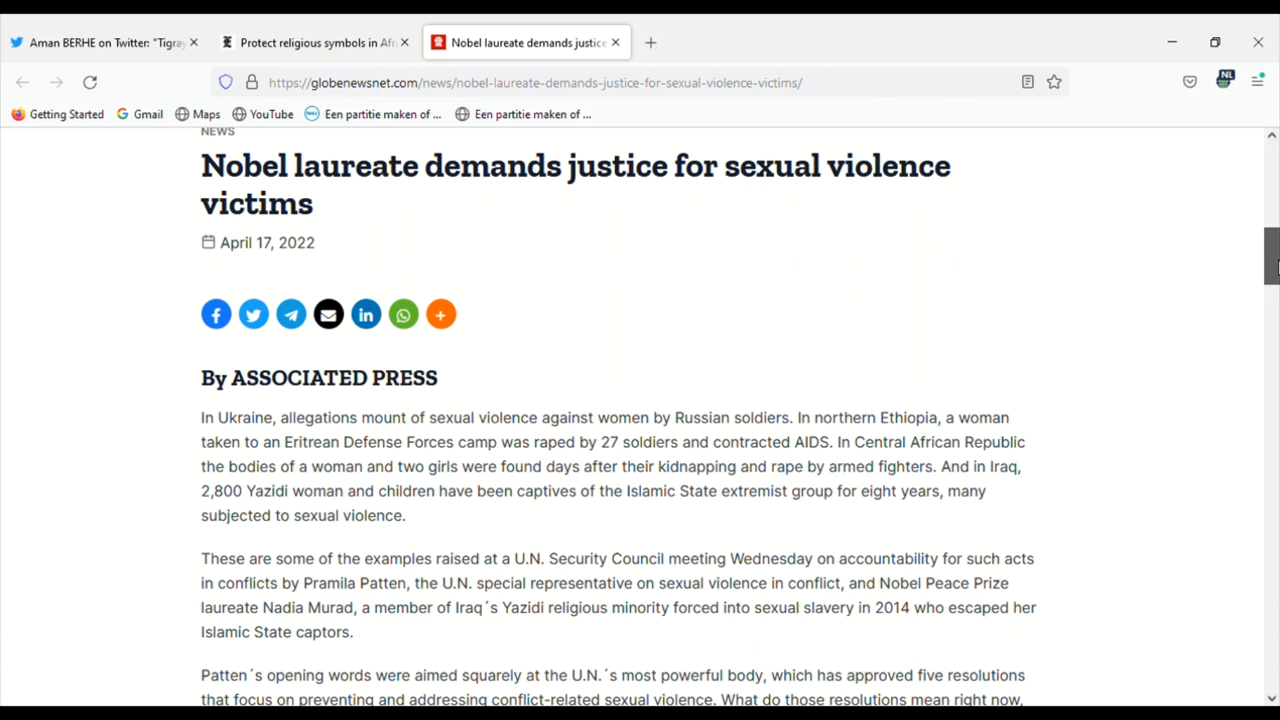 Aman BERHE on Twitter: "Tigray
Protect religious symbols in Afr
Nobel laureate demands justice
https://globenewsnet.com/news/nobel-laureate-demands-justice-for-sexual-violence-victims/
NL
Getting Started
Gmail
Maps
YouTube
Een partitie maken of ...
Een partitie maken of ...
NEWS
Nobel laureate demands justice for sexual violence
victims
April 17, 2022
By ASSOCIATED PRESS
In Ukraine, allegations mount of sexual violence against women by Russian soldiers. In northern Ethiopia, a woman
taken to an Eritrean Defense Forces camp was raped by 27 soldiers and contracted AIDS. In Central African Republic
the bodies of a woman and two girls were found days after their kidnapping and rape by armed fighters. And in Iraq,
2,800 Yazidi woman and children have been captives of the Islamic State extremist group for eight years, many
subjected to sexual violence.
These are some of the examples raised at a U.N. Security Council meeting Wednesday on accountability for such acts
in conflicts by Pramila Patten, the U.N. special representative on sexual violence in conflict, and Nobel Peace Prize
laureate Nadia Murad, a member of Iraq´s Yazidi religious minority forced into sexual slavery in 2014 who escaped her
Islamic State captors.
Patten´s opening words were aimed squarely at the U.N.´s most powerful body, which has approved five resolutions
that focus on preventing and addressing conflict-related sexual violence. What do those resolutions mean right now,